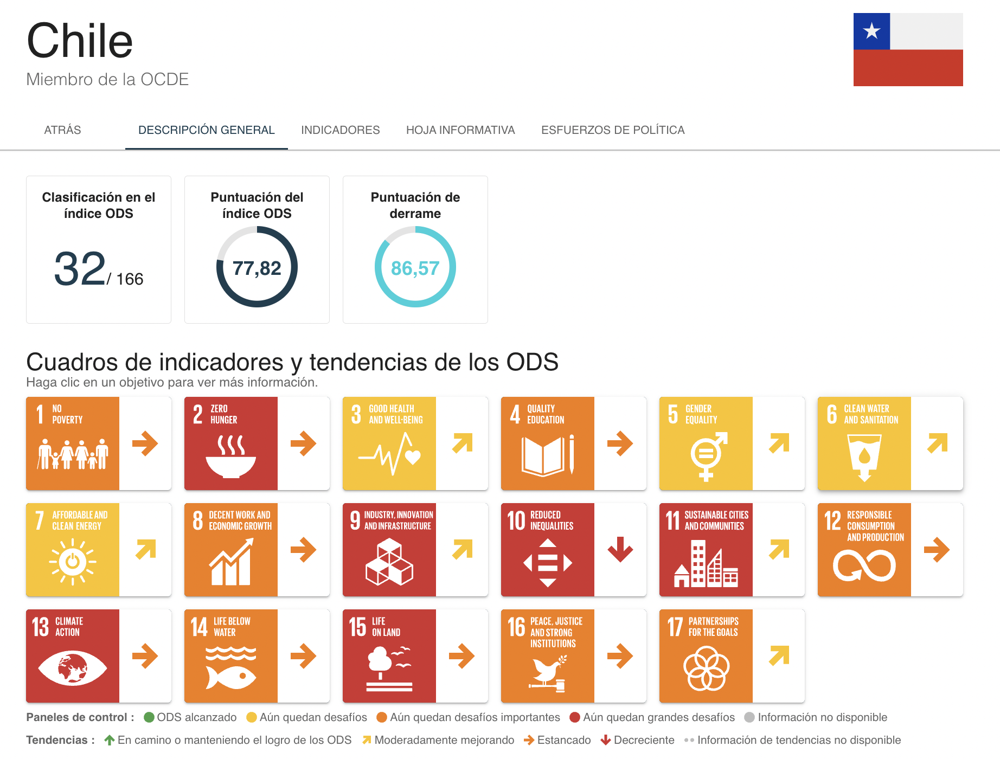 Chile
Miembro de la OCDE
ATRÁS DESCRIPCIÓN GENERAL INDICADORES HOJA INFORMATIVA ESFUERZOS DE POLÍTICA
Clasificación en el
índice ODS
32/ 166
Puntuación del
índice ODS
77,82
Puntuación de
derrame
86,57
Cuadros de indicadores y tendencias de los ODS
Haga clic en un objetivo para ver más información.
1 NO
POVERTY
2 ZERO
HUNGER
3 GOOD HEALTH
AND WELL-BEING
4 QUALITY
EDUCATION
5 GENDER
EQUALITY
6 CLEAN WATER
AND SANITATION
7 AFFORDABLE AND
CLEAN ENERGY
8 DECENT WORK AND
ECONOMIC GROWTH
9 INDUSTRY, INNOVATION
AND INFRASTRUCTURE
10 REDUCED
INEQUALITIES
11 SUSTAINABLE CITIES
AND COMMUNITIES
12 RESPONSIBLE
CONSUMPTION
AND PRODUCTION
13 CLIMATE
ACTION
14 LIFE BELOW
WATER
15 LIFE
ON LAND
16 PEACE, JUSTICE
AND STRONG
INSTITUTIONS
17 PARTNERSHIPS
FOR THE GOALS
Paneles de control : ODS alcanzado Aún quedan desafíos Aún quedan desafíos importantes Aún quedan grandes desafíos Información no disponible
Tendencias : En camino o manteniendo el logro de los ODS Moderadamente mejorando Estancado Decreciente Información de tendencias no disponible